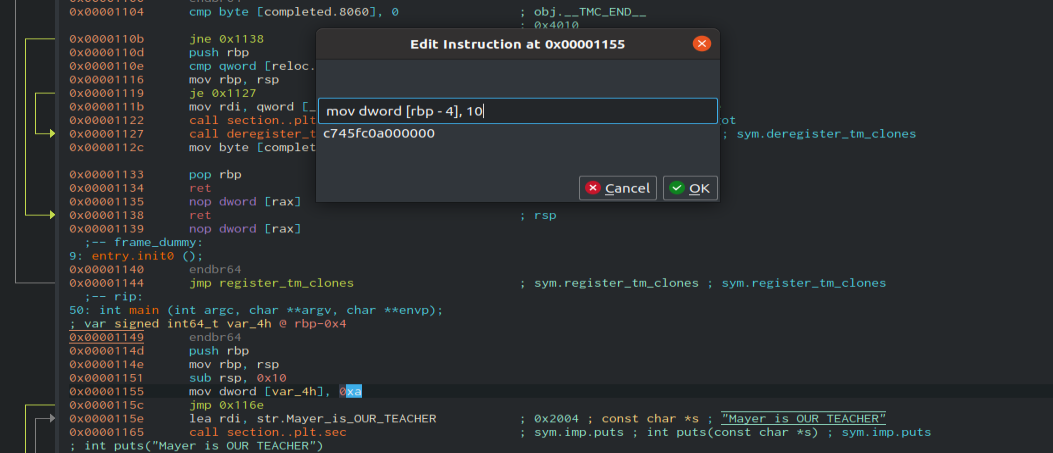 endbr64
0x00001104 cmp byte [completed.8060], 0 ; obj.__TMC_END__
; 0x4010
0x0000110b jne 0x1138
0x0000110d push rbp
0x0000110e cmp qword [reloc.
0x00001116 mov rbp, rsp
0x00001119 je 0x1127
0x0000111b mov rdi, qword [_
0x00001122 call section..plt. ot
0x00001127 call deregister_t ; sym.deregister_tm_clones
0x0000112c mov byte [complet
0x00001133 pop rbp
0x00001134 ret
0x00001135 nop dword [rax]
0x00001138 ret ; rsp
0x00001139 nop dword [rax]
;-- frame_dummy:
9: entry.init0 ();
0x00001140 endbr64
0x00001144 jmp register_tm_clones ; sym.register_tm_clones ; sym.register_tm_clones
;-- rip:
50: int main (int argc, char **argv, char **envp);
; var signed int64_t var_4h @ rbp-0x4
0x00001149 endbr64
0x0000114d push rbp
0x0000114e mov rbp, rsp
0x00001151 sub rsp, 0x10
0x00001155 mov dword [var_4h], 0xa
0x0000115c jmp 0x116e
0x0000115e lea rdi, str.Mayer_is_OUR_TEACHER ; 0x2004 ; const char *s ; "Mayer is OUR TEACHER"
0x00001165 call section..plt.sec ; sym.imp.puts ; int puts(const char *s) ; sym.imp.puts
; int puts("Mayer is OUR TEACHER")
Edit Instruction at 0x00001155
mov dword [rbp - 4], 10
c745fc0a000000
Cancel
OK